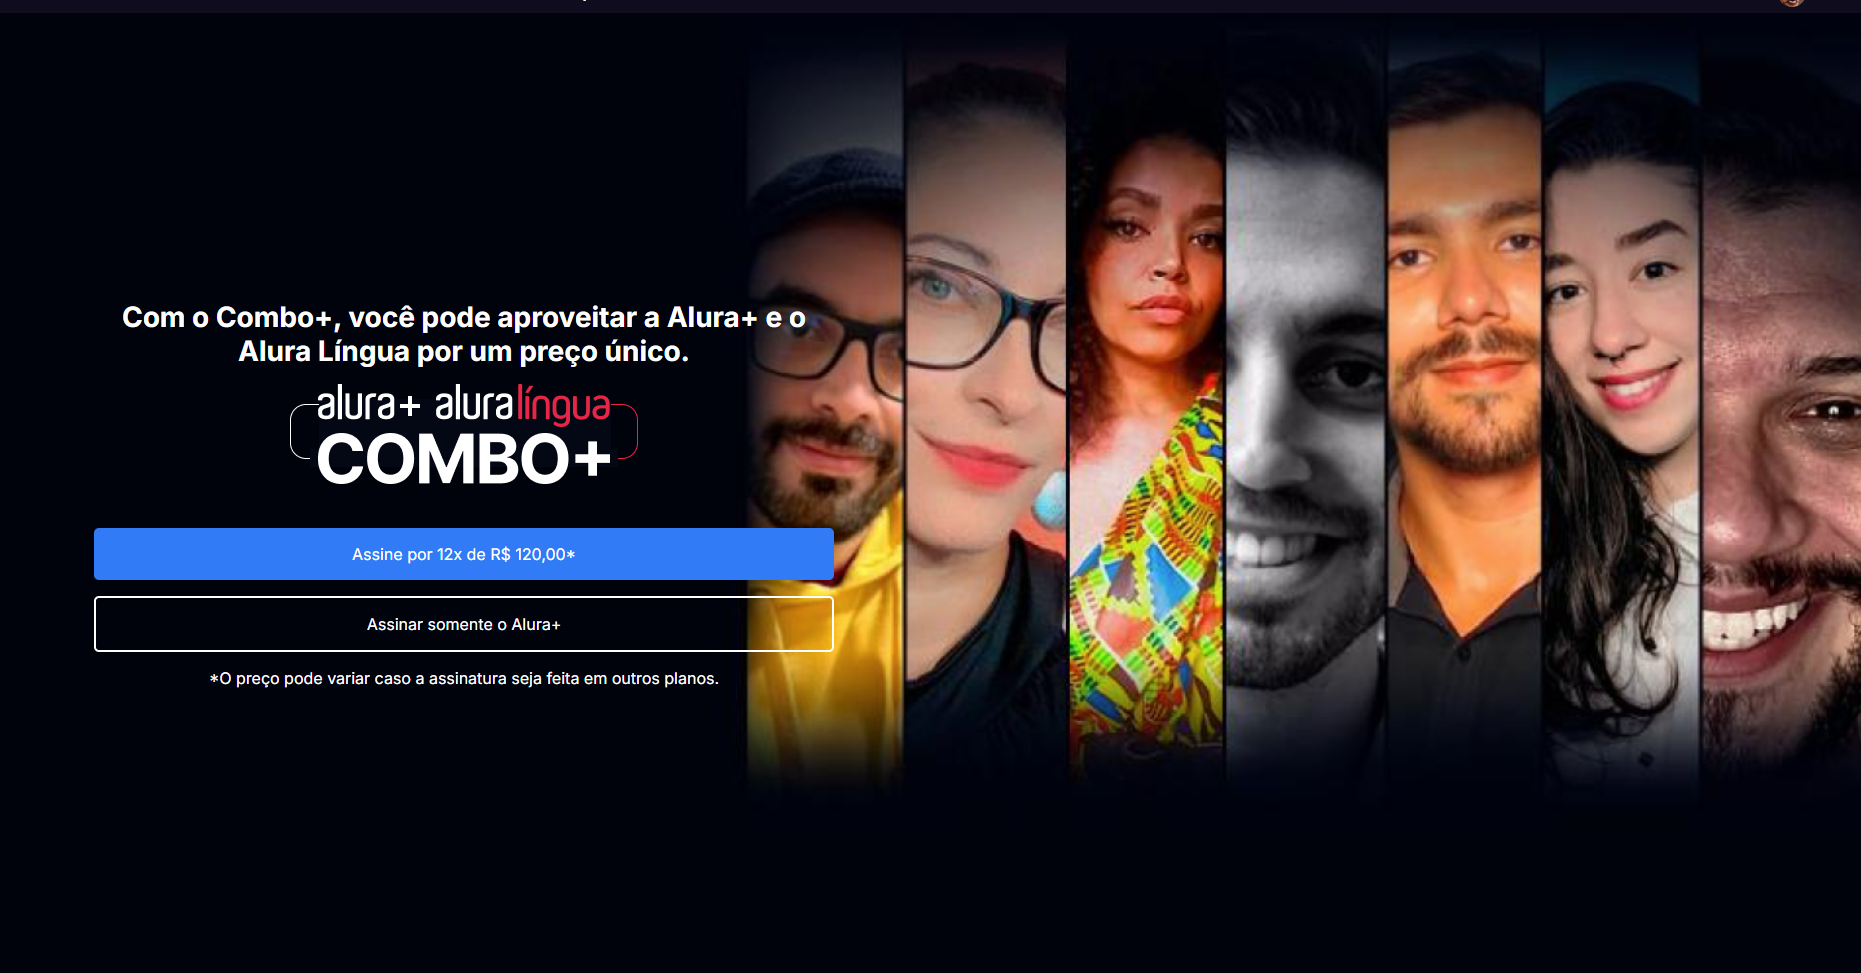 Com o Combo+, você pode aproveitar a Alura+ e o
Alura Língua por um preço único.
alura+ aluralíngua
COMBO+
Assine por 12x de R$ 120,00*
Assinar somente o Alura+
*O preço pode variar caso a assinatura seja feita em outros planos.